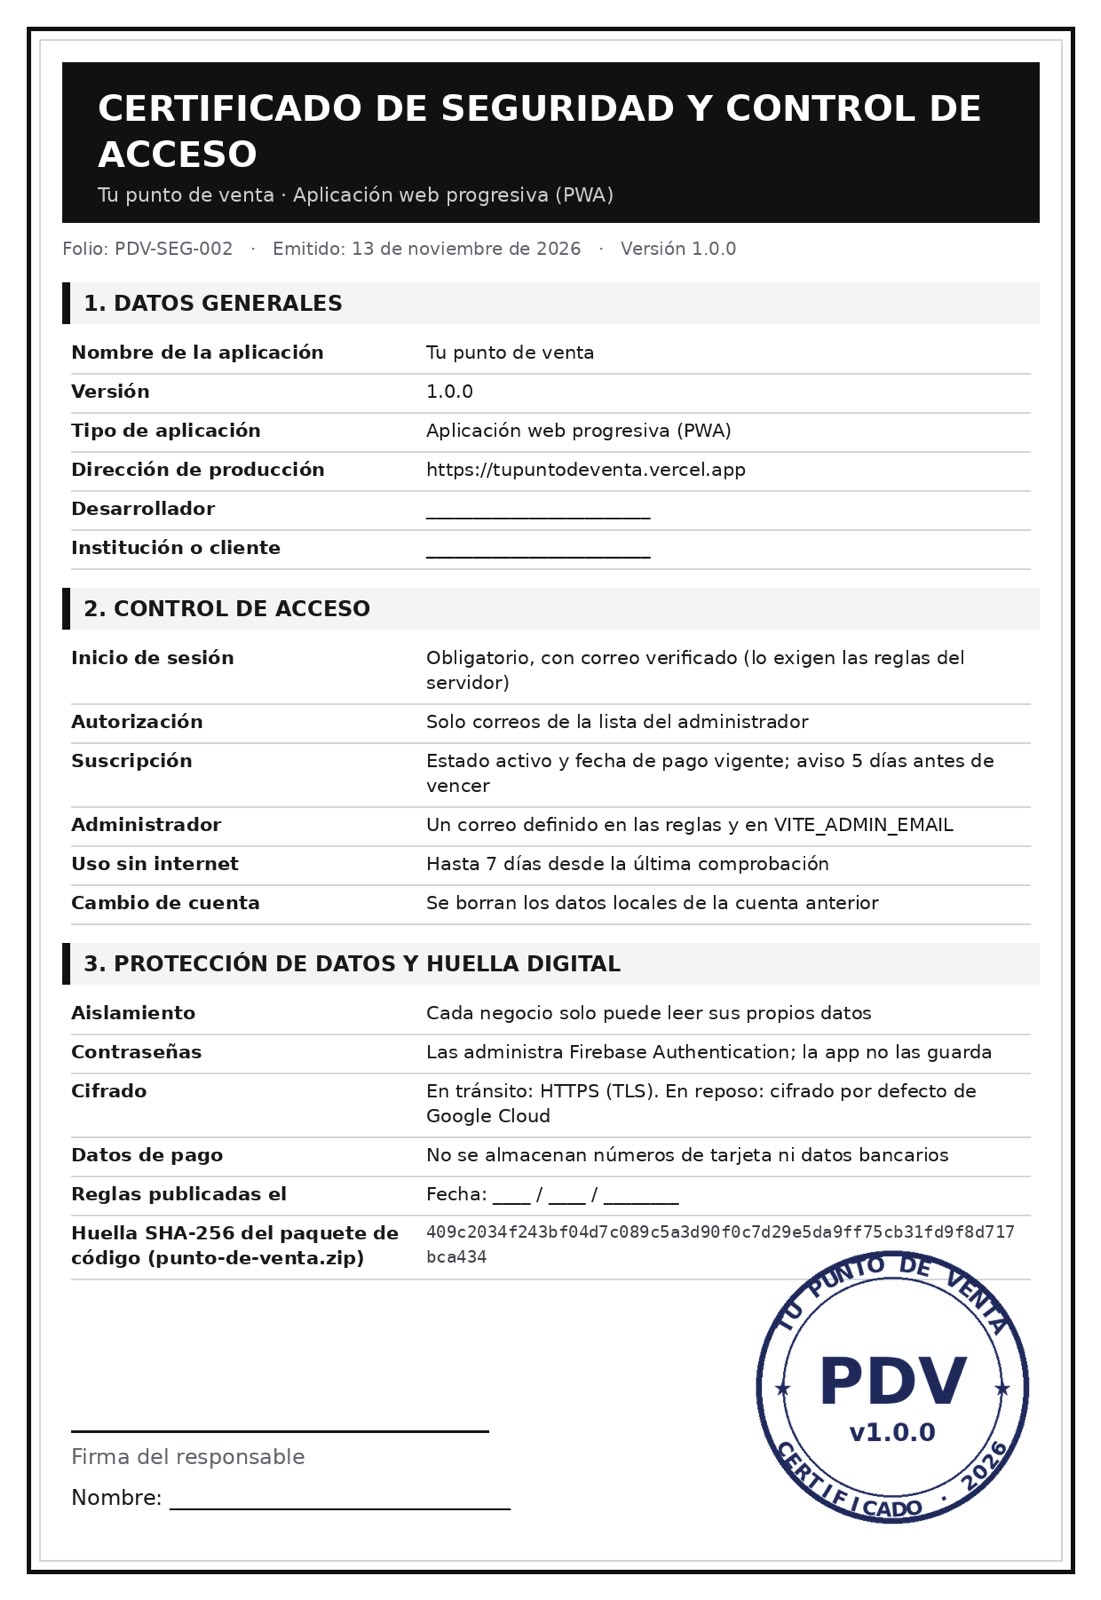 CERTIFICADO DE SEGURIDAD Y CONTROL DE
ACCESO
Tu punto de venta · Aplicación web progresiva (PWA)
Folio: PDV-SEG-002 · Emitido: 13 de noviembre de 2026 · Versión 1.0.0
1. DATOS GENERALES
Nombre de la aplicación Tu punto de venta
Versión 1.0.0
Tipo de aplicación Aplicación web progresiva (PWA)
Dirección de producción https://tupuntodeventa.vercel.app
Desarrollador ________________________
Institución o cliente ________________________
2. CONTROL DE ACCESO
Inicio de sesión Obligatorio, con correo verificado (lo exigen las reglas del
servidor)
Autorización Solo correos de la lista del administrador
Suscripción Estado activo y fecha de pago vigente; aviso 5 días antes de
vencer
Administrador Un correo definido en las reglas y en VITE_ADMIN_EMAIL
Uso sin internet Hasta 7 días desde la última comprobación
Cambio de cuenta Se borran los datos locales de la cuenta anterior
3. PROTECCIÓN DE DATOS Y HUELLA DIGITAL
Aislamiento Cada negocio solo puede leer sus propios datos
Contraseñas Las administra Firebase Authentication; la app no las guarda
Cifrado En tránsito: HTTPS (TLS). En reposo: cifrado por defecto de
Google Cloud
Datos de pago No se almacenan números de tarjeta ni datos bancarios
Reglas publicadas el Fecha: ____ / ____ / ________
Huella SHA-256 del paquete de 409c2034f243bf04d7c089c5a3d90f0c7d29e5da9ff75cb31fd9f8d717
código (punto-de-venta.zip) bca434
TU PUNTO DE VENTA
PDV
v1.0.0
CERTIFICADO · 2026
Firma del responsable
Nombre: ______________________________